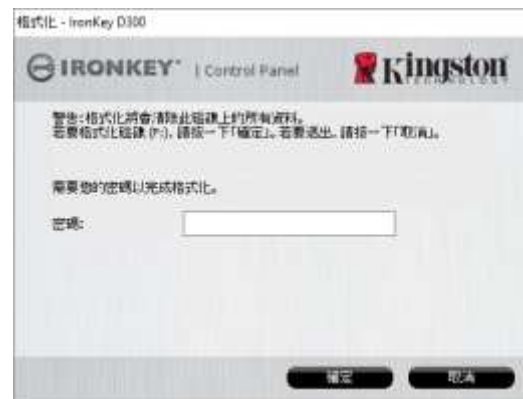 格式化 - IronKey D300
IRONKEY® | Control Panel
Kingston
TECHNOLOGY
警告:格式化將會清除此磁碟上的所有資料。
若要格式化磁碟 (F:), 請按一下「確定」。若要退出, 請按一下「取消」。
需要您的密碼以完成格式化。
密碼:
確定
取消